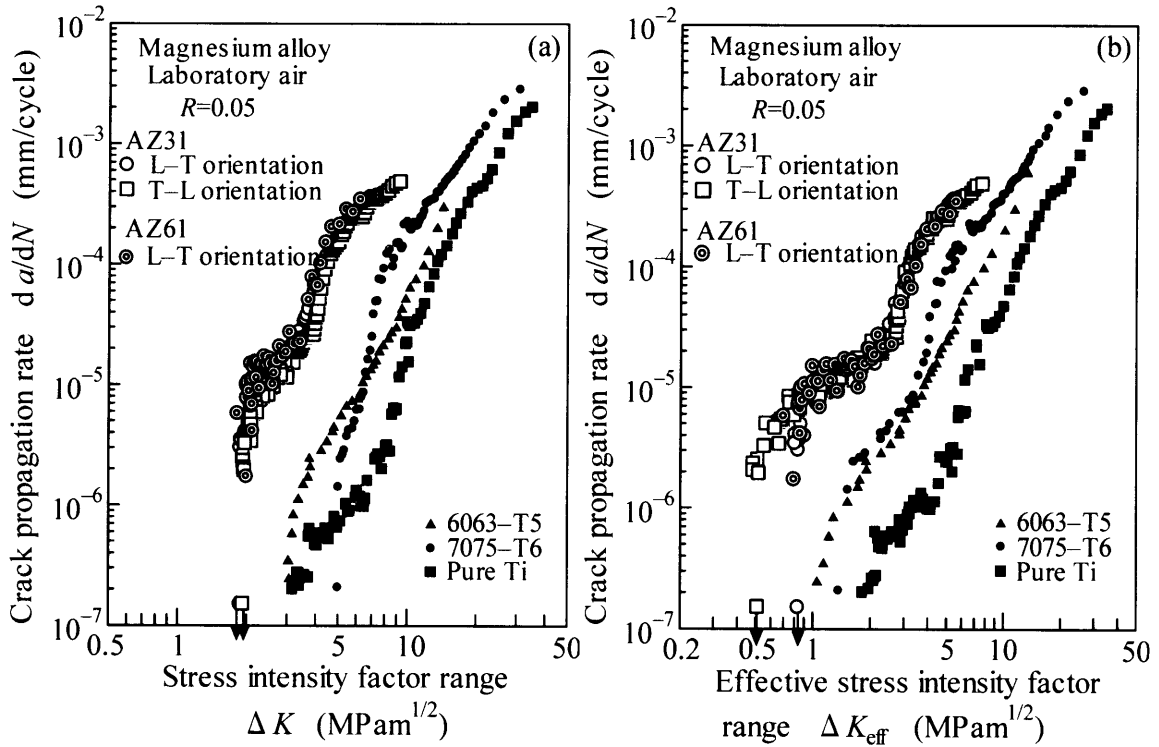 10⁻²
10⁻³
10⁻⁴
10⁻⁵
10⁻⁶
10⁻⁷
Crack propagation rate da/dN (mm/cycle)
(a)
Magnesium alloy
Laboratory air
R=0.05
AZ31
L–T orientation
T–L orientation
AZ61
L–T orientation
6063–T5
7075–T6
Pure Ti
0.5 1 5 10 50
Stress intensity factor range
Δ K (MPam^1/2)
10⁻²
10⁻³
10⁻⁴
10⁻⁵
10⁻⁶
10⁻⁷
Crack propagation rate da/dN (mm/cycle)
(b)
Magnesium alloy
Laboratory air
R=0.05
AZ31
L–T orientation
T–L orientation
AZ61
L–T orientation
6063–T5
7075–T6
Pure Ti
0.2 0.5 1 5 10 50
Effective stress intensity factor
range Δ K_eff (MPam^1/2)